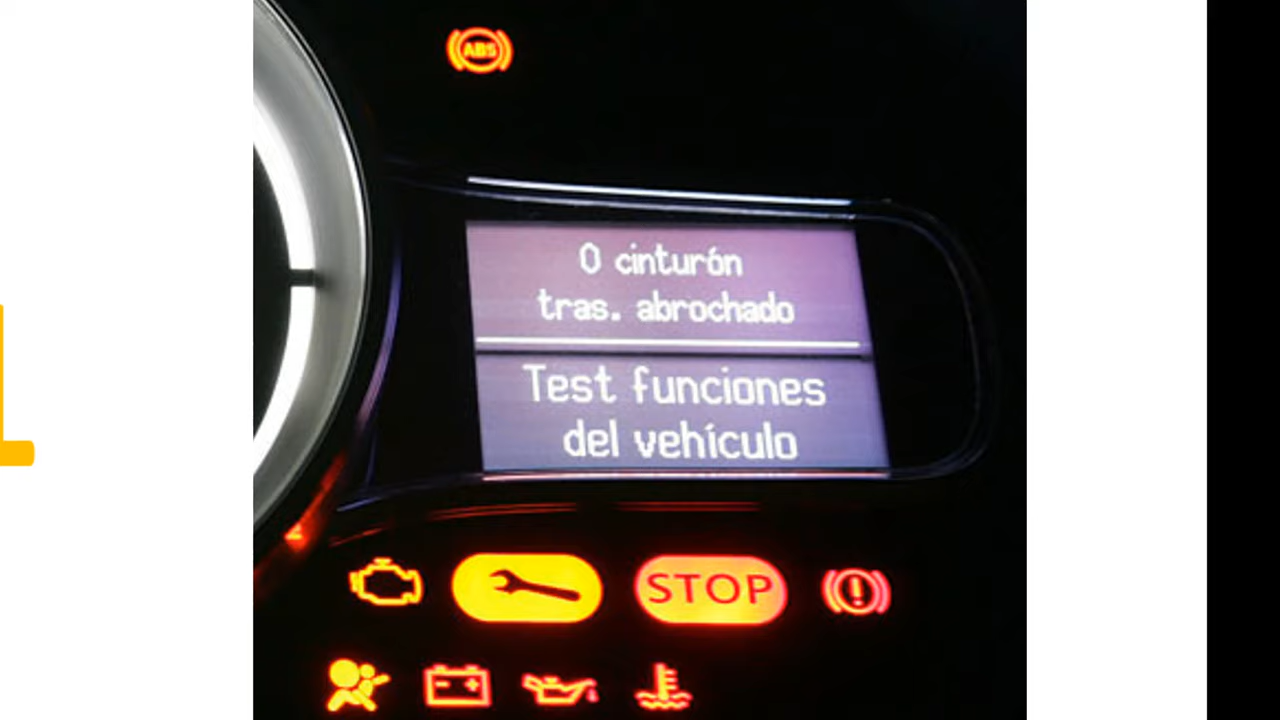 ABS
0 cinturón
tras. abrochado
Test funciones
del vehículo
STOP